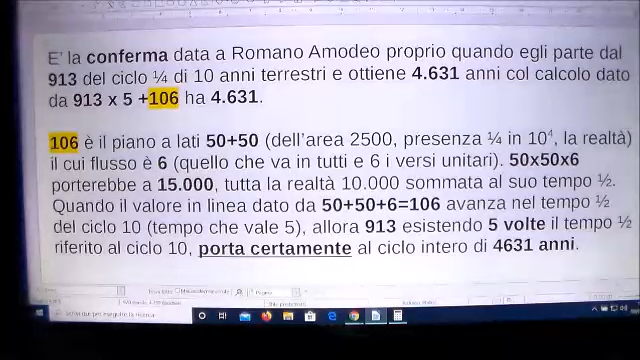 E' la conferma data a Romano Amodeo proprio quando egli parte dal
913 del ciclo ¼ di 10 anni terrestri e ottiene 4.631 anni col calcolo dato
da 913 x 5 +106 ha 4.631.
106 è il piano a lati 50+50 (dell'area 2500, presenza ¼ in 10⁴, la realtà)
il cui flusso è 6 (quello che va in tutti e 6 i versi unitari). 50x50x6
porterebbe a 15.000, tutta la realtà 10.000 sommata al suo tempo ½.
Quando il valore in linea dato da 50+50+6=106 avanza nel tempo ½
del ciclo 10 (tempo che vale 5), allora 913 esistendo 5 volte il tempo ½
riferito al ciclo 10, porta certamente al ciclo intero di 4631 anni.